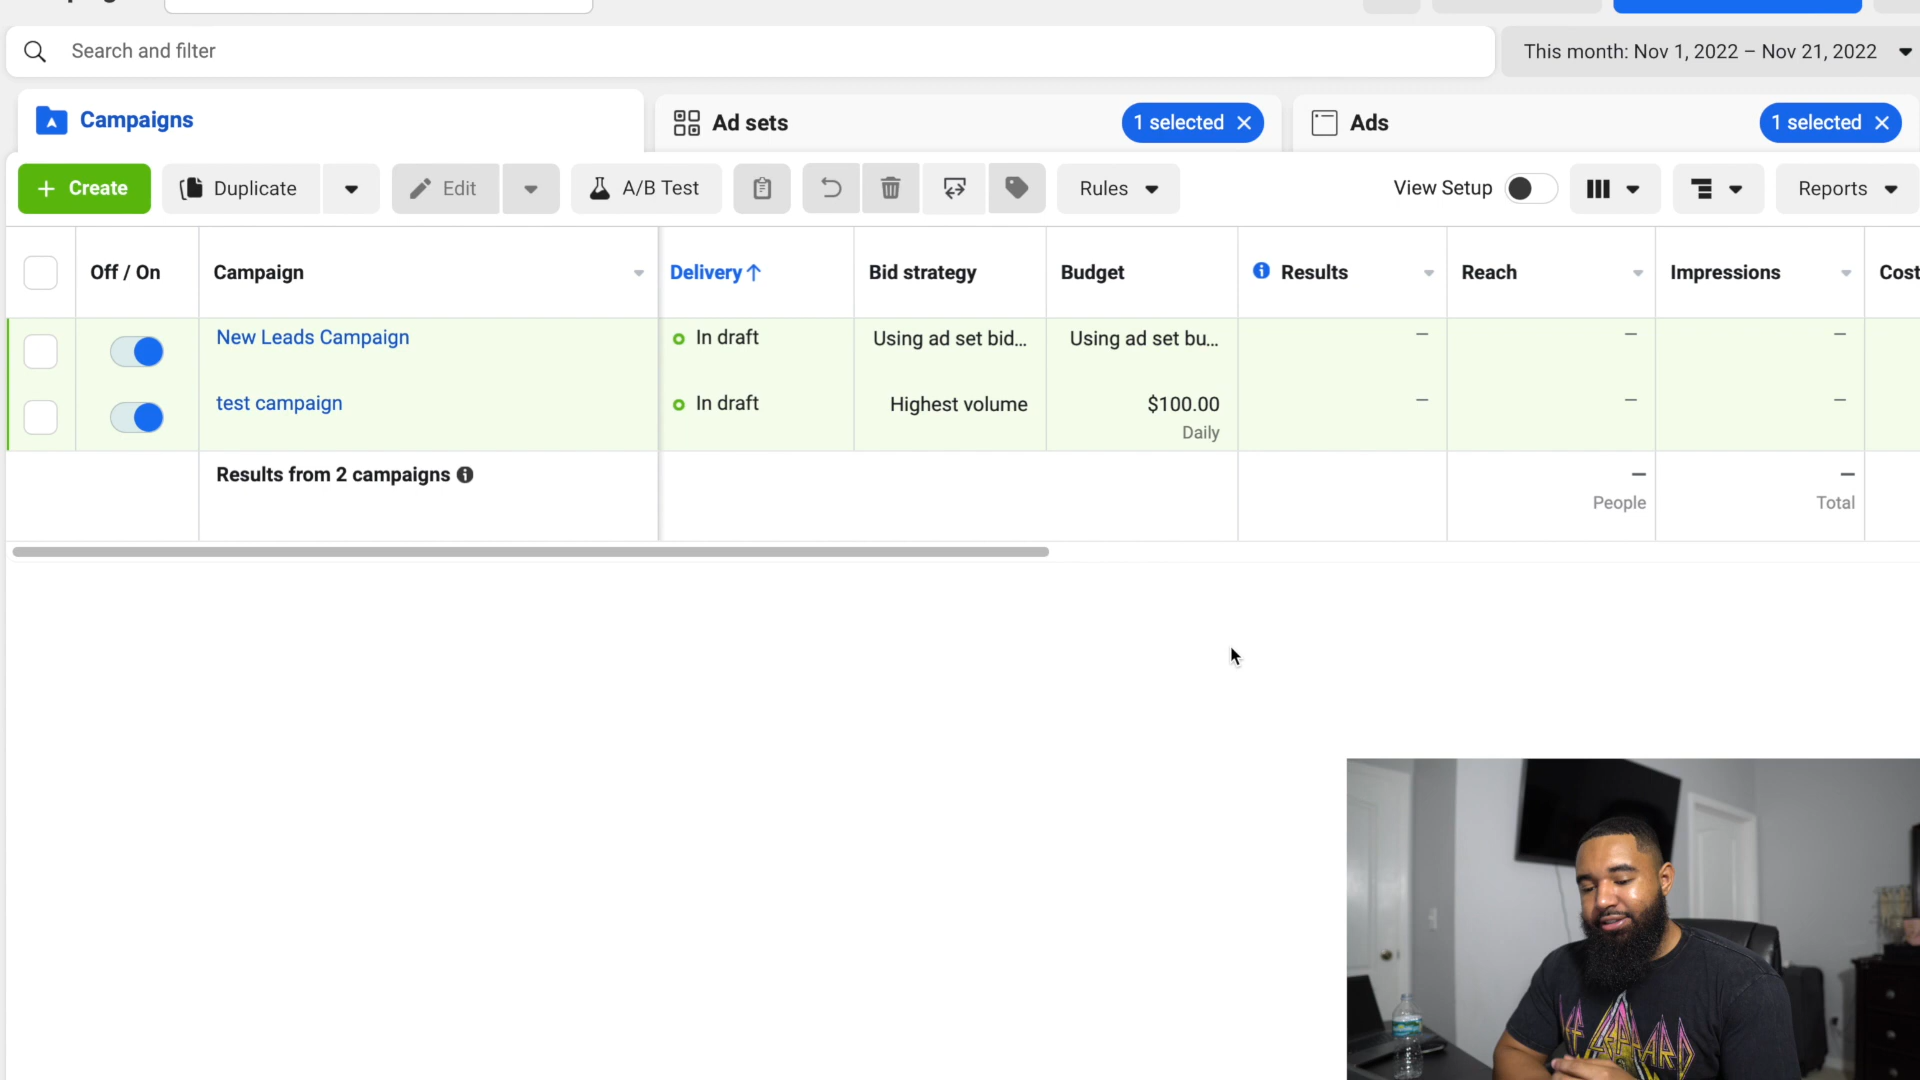 Search and filter
This month: Nov 1, 2022 – Nov 21, 2022
Campaigns
Ad sets
1 selected
Ads
1 selected
+ Create
Duplicate
Edit
A/B Test
Rules
View Setup
Reports
Off / On
Campaign
Delivery↑
Bid strategy
Budget
Results
Reach
Impressions
Cost
New Leads Campaign
In draft
Using ad set bid...
Using ad set bu...
—
—
—
test campaign
In draft
Highest volume
$100.00
Daily
—
—
—
Results from 2 campaigns
—
People
—
Total
LEPPARD